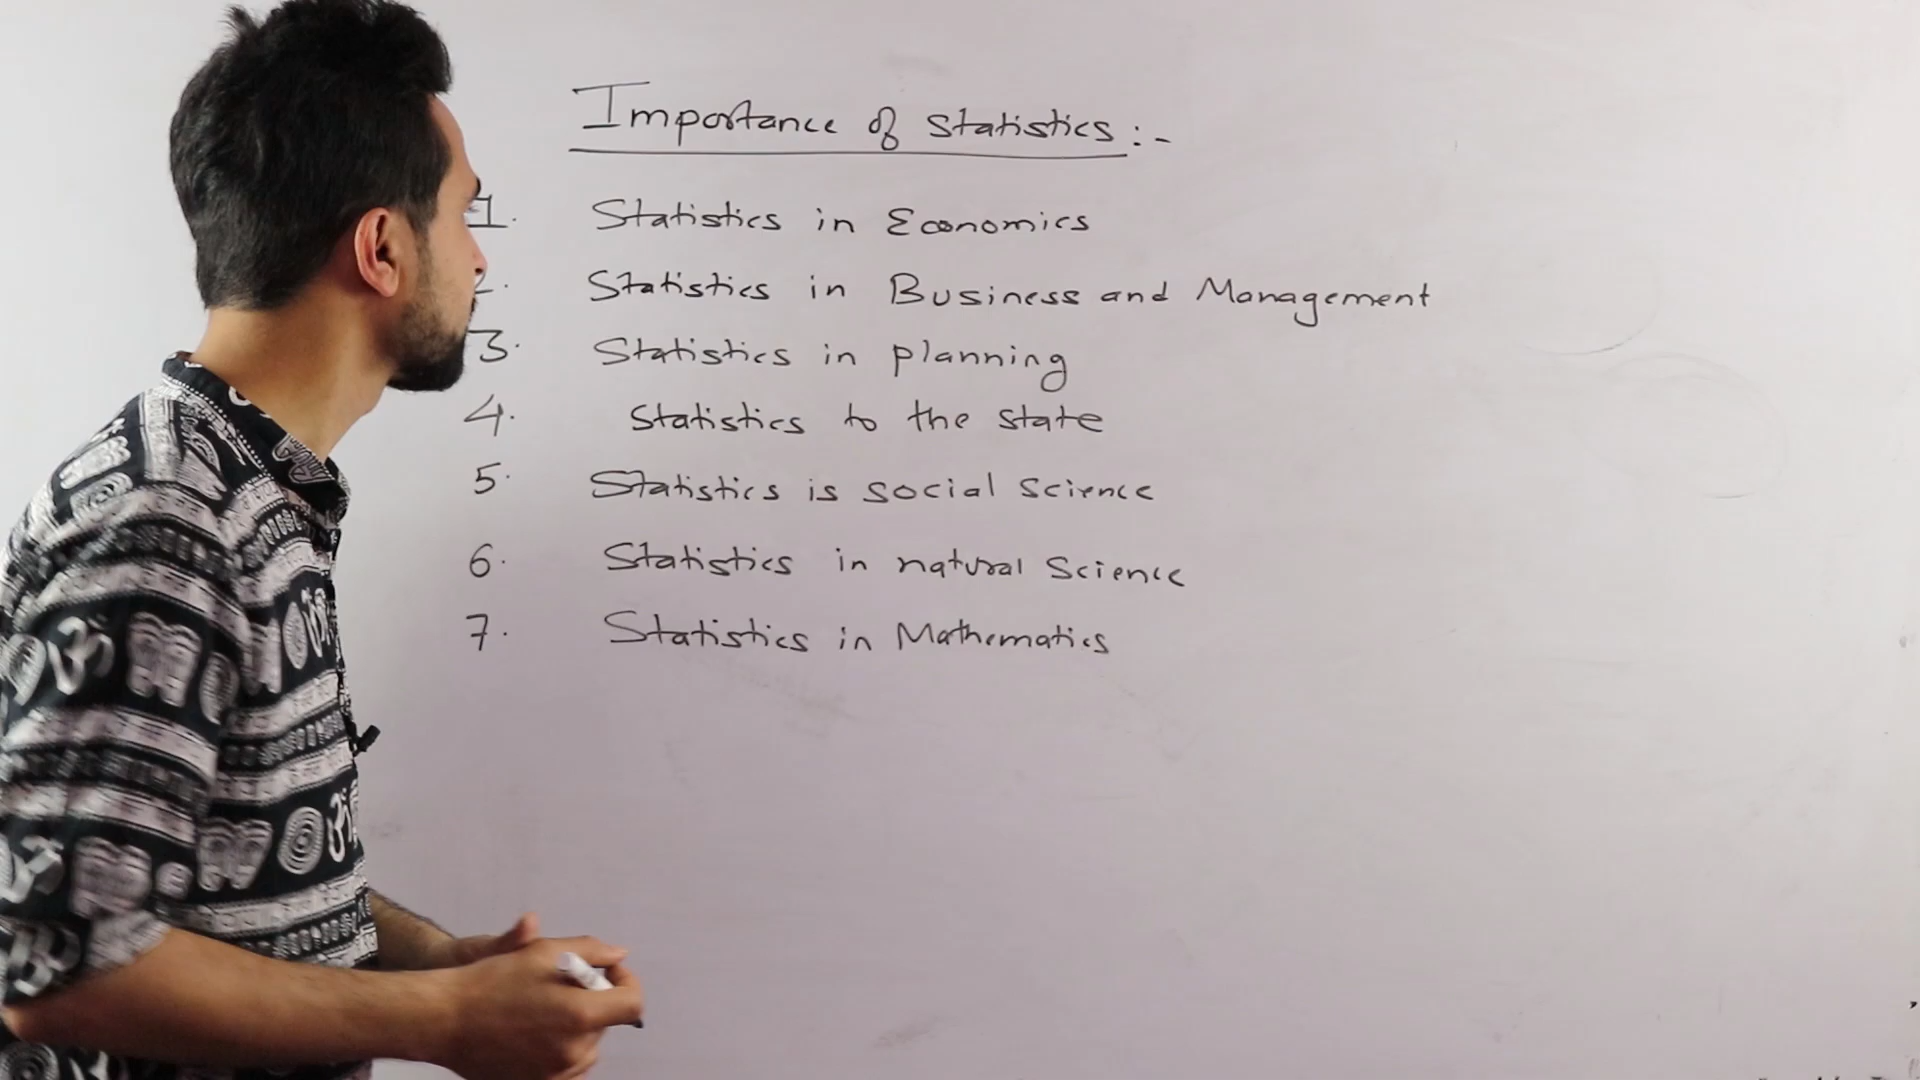 Importance of statistics :-
1. Statistics in Economics
2. Statistics in Business and Management
3. Statistics in planning
4. Statistics to the state
5. Statistics is social science
6. Statistics in natural science
7. Statistics in Mathematics